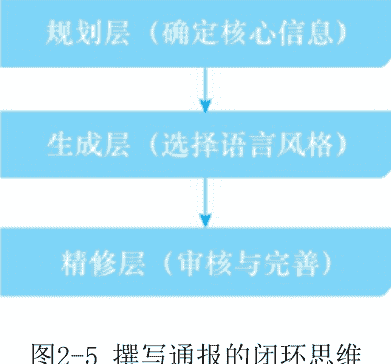 规划层（确定核心信息）
生成层（选择语言风格）
精修层（审核与完善）
图2-5 撰写通报的闭环思维